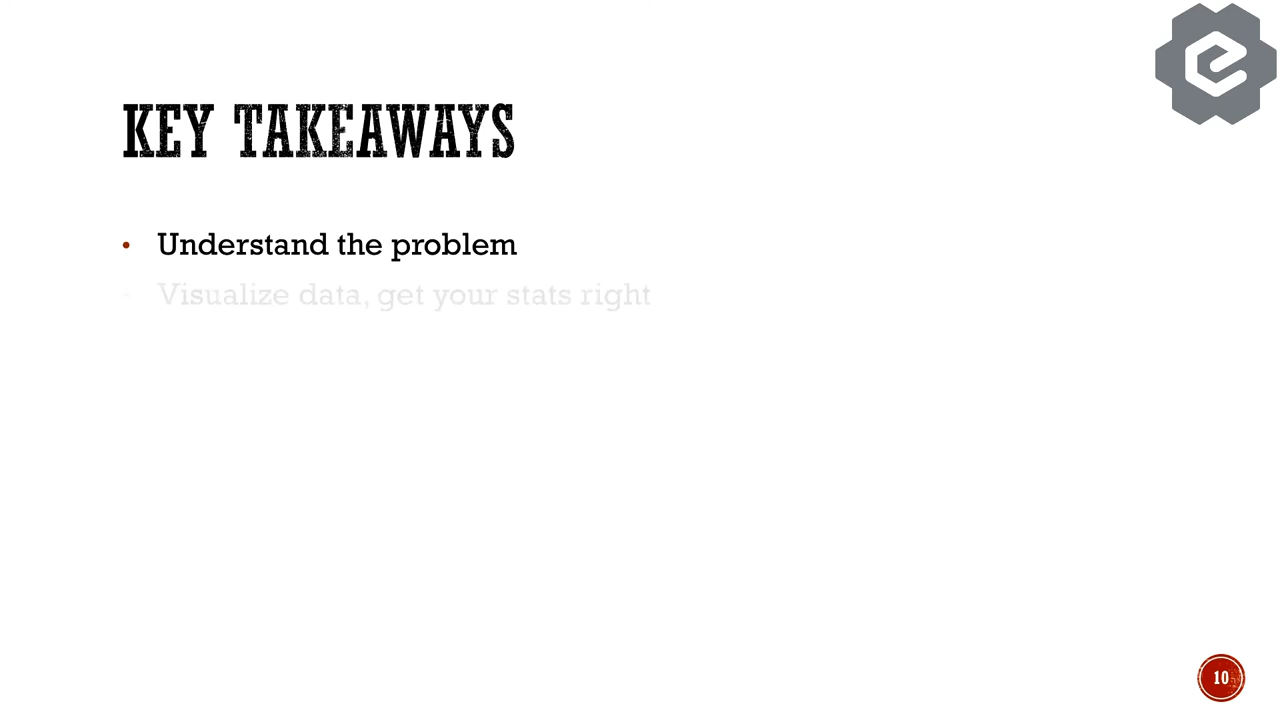 KEY TAKEAWAYS
• Understand the problem
• Visualize data, get your stats right
10